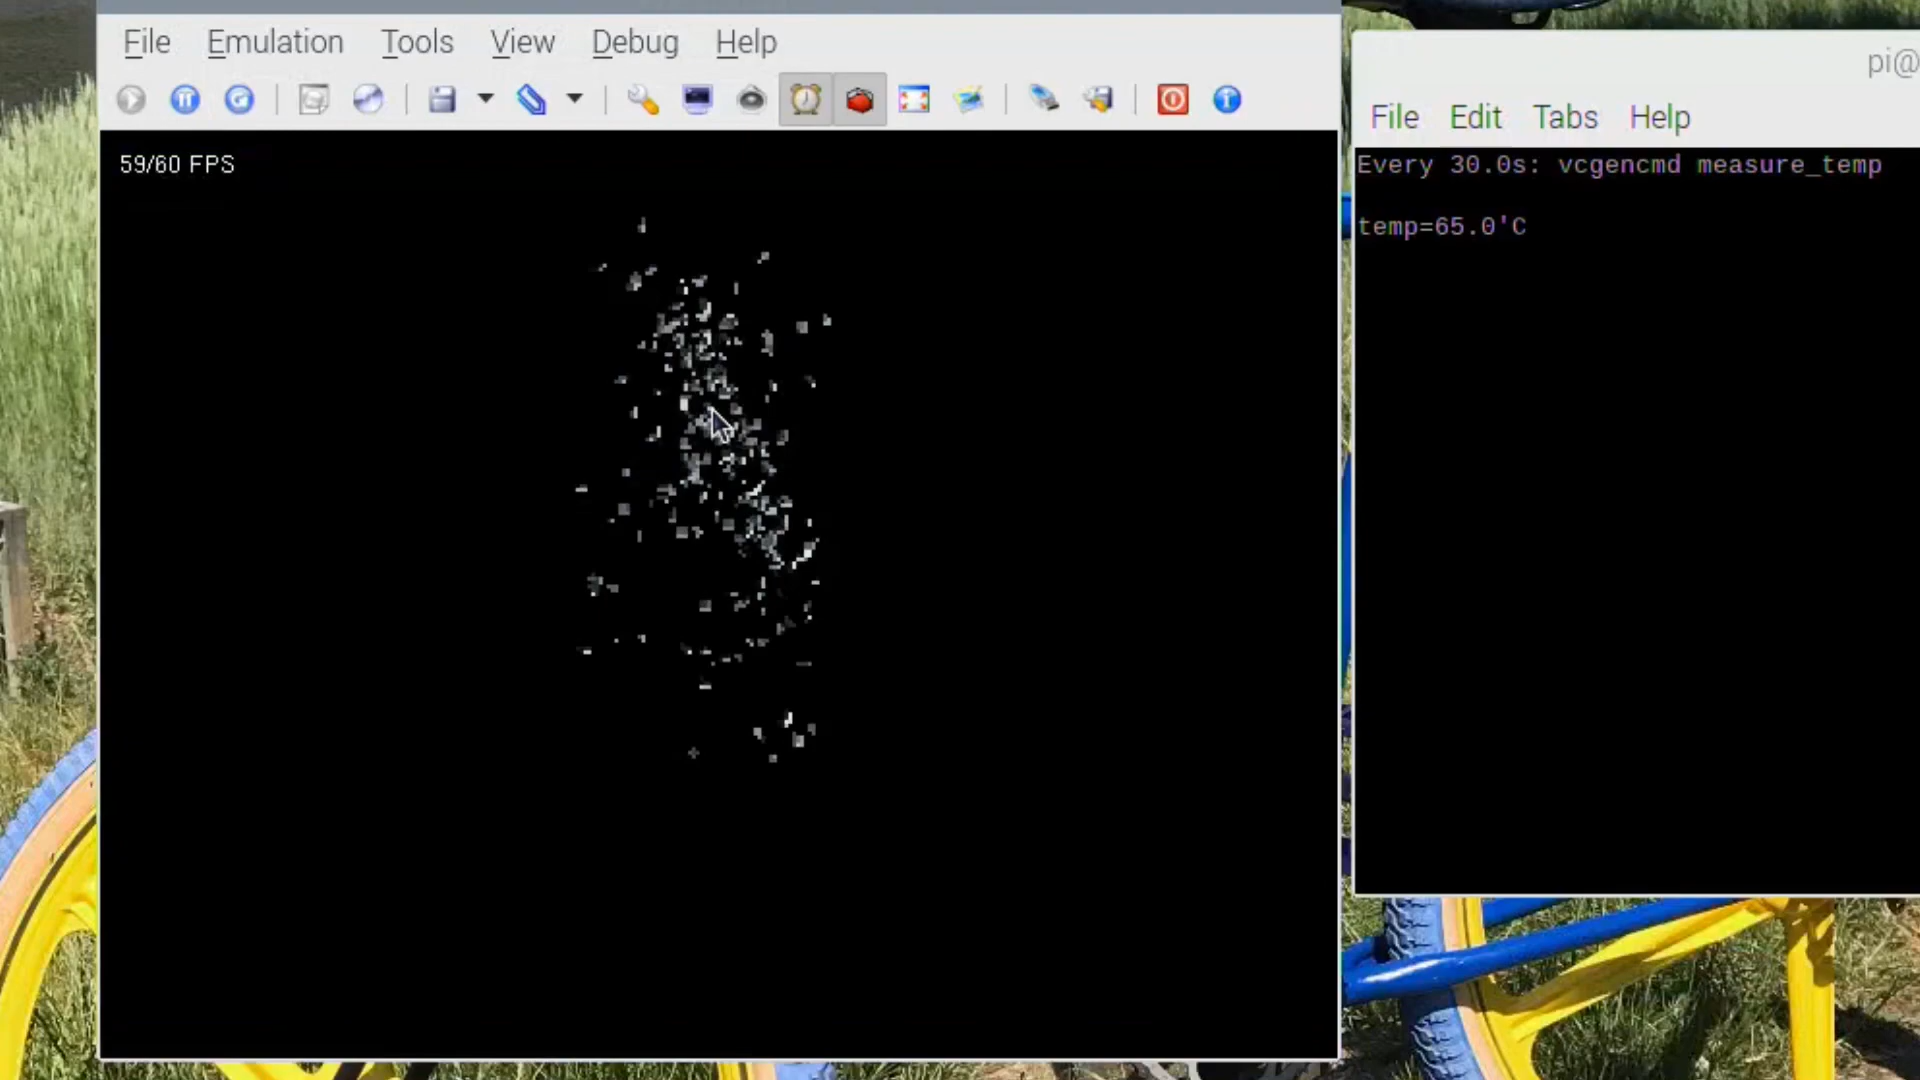 File Emulation Tools View Debug Help
59/60 FPS
pi@
File Edit Tabs Help
Every 30.0s: vcgencmd measure_temp
temp=65.0'C